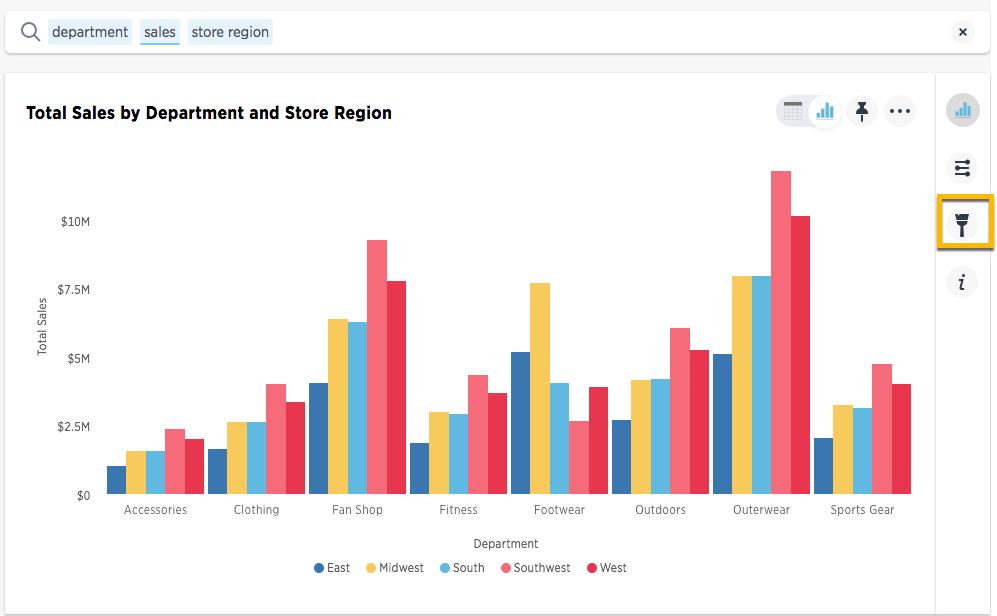 department sales store region
Total Sales by Department and Store Region
$10M
$7.5M
$5M
$2.5M
$0
Total Sales
Accessories Clothing Fan Shop Fitness Footwear Outdoors Outerwear Sports Gear
Department
East Midwest South Southwest West
i